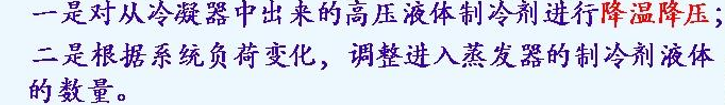 一是对从冷凝器中出来的高压液体制冷剂进行降温降压；
二是根据系统负荷变化，调整进入蒸发器的制冷剂液体
的数量。